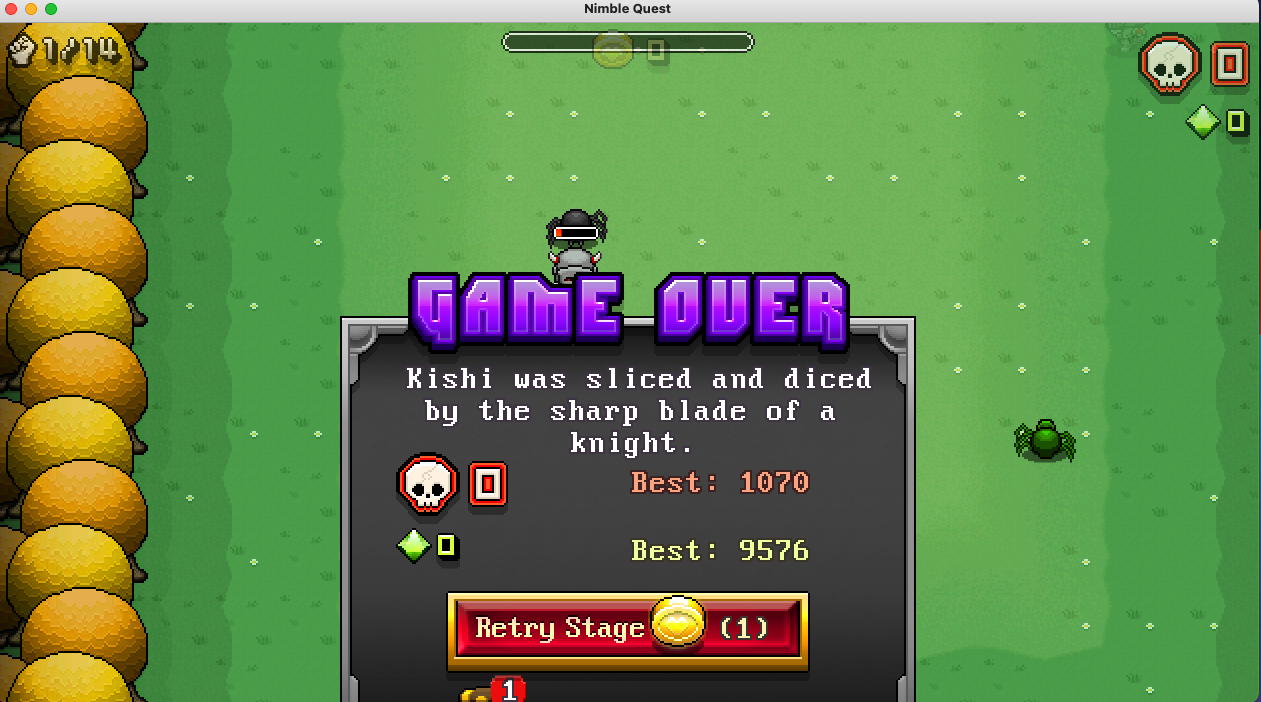 Nimble Quest
1/14
0
0
0
GAME OVER
Kishi was sliced and diced
by the sharp blade of a
knight.
0
Best: 1070
0
Best: 9576
Retry Stage (1)
1